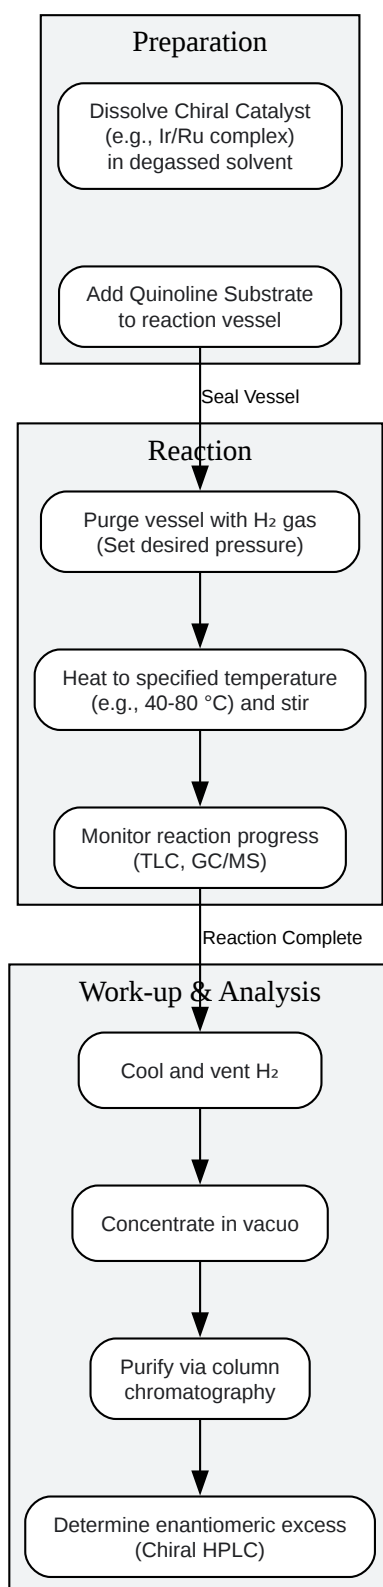 Preparation
Dissolve Chiral Catalyst
(e.g., Ir/Ru complex)
in degassed solvent
Add Quinoline Substrate
to reaction vessel
Seal Vessel
Reaction
Purge vessel with H₂ gas
(Set desired pressure)
Heat to specified temperature
(e.g., 40-80 °C) and stir
Monitor reaction progress
(TLC, GC/MS)
Reaction Complete
Work-up & Analysis
Cool and vent H₂
Concentrate in vacuo
Purify via column
chromatography
Determine enantiomeric excess
(Chiral HPLC)